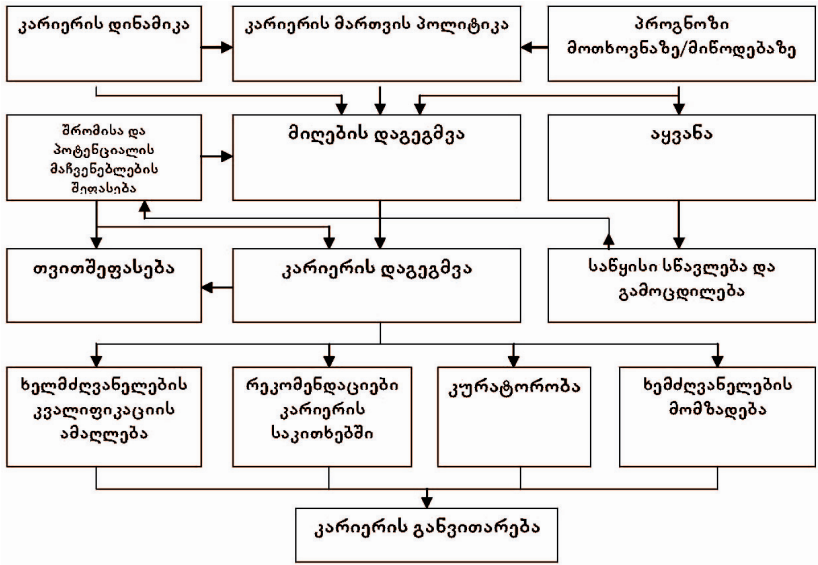 კარიერის დინამიკა
კარიერის მართვის პოლიტიკა
პროგნოზი
მოთხოვნაზე/მიწოდებაზე
შრომისა და
პოტენციალის
მაჩვენებლების
შეფასება
მიღების დაგეგმვა
აყვანა
თვითშეფასება
კარიერის დაგეგმვა
საწყისი სწავლება და
გამოცდილება
ხელმძღვანელების
კვალიფიკაციის
ამაღლება
რეკომენდაციები
კარიერის
საკითხებში
კურატორობა
ხემძღვანელების
მომზადება
კარიერის განვითარება